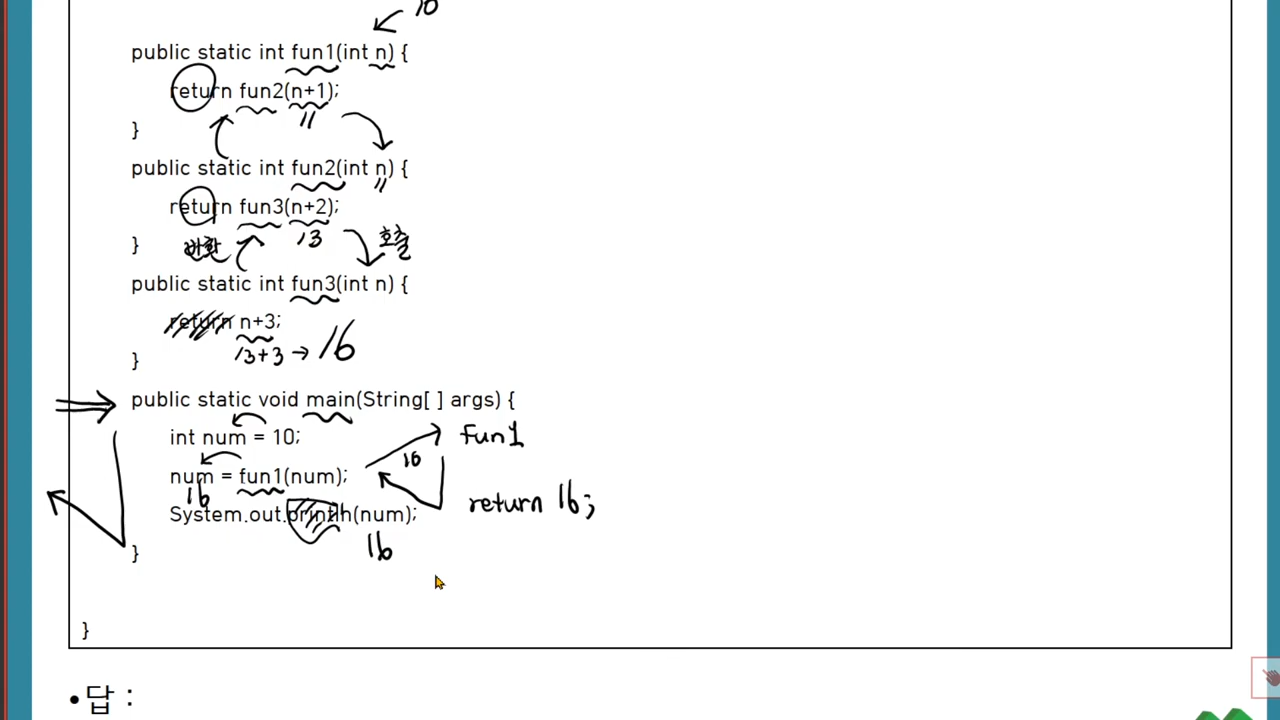 10
public static int fun1(int n) {
return fun2(n+1);
11
}
public static int fun2(int n) {
11
return fun3(n+2);
} 반환 13 호출
public static int fun3(int n) {
return n+3;
13+3 → 16
}
public static void main(String[ ] args) {
int num = 10; fun1
num = fun1(num); 16
16 return 16;
System.out.println(num);
16
}
}
• 답 :